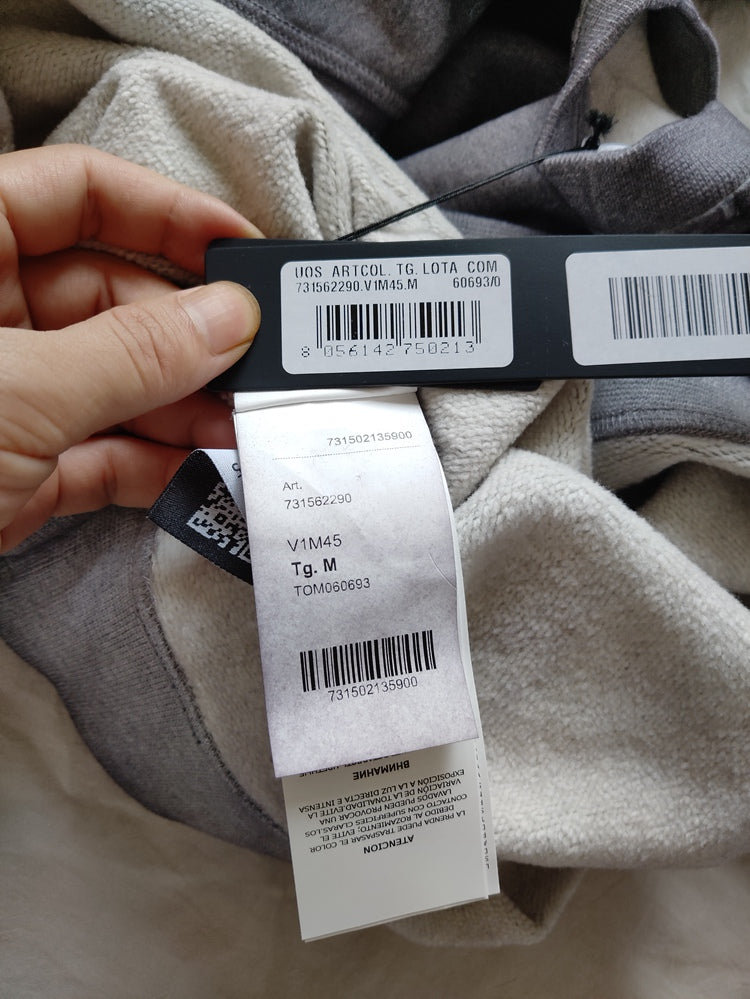 UOS ARTCOL. TG. LOTA COM
731562290.V1M45.M 60693/0
8 056142 750213
731502135900
Art.
731562290
V1M45
Tg. M
TOM060693
731502135900
ATENCION
LA PRENDA PUEDE TRASPASAR EL COLOR
DEBIDO AL ROZAMIENTO; EVITE EL
CONTACTO CON SUPERFICIES CLARAS.LOS
LAVADOS PUEDEN PROVOCAR UNA
VARIACIÓN DE LA TONALIDAD.EVITE LA
EXPOSICIÓN A LA LUZ DIRECTA E INTENSA
ВНИМАНИЕ